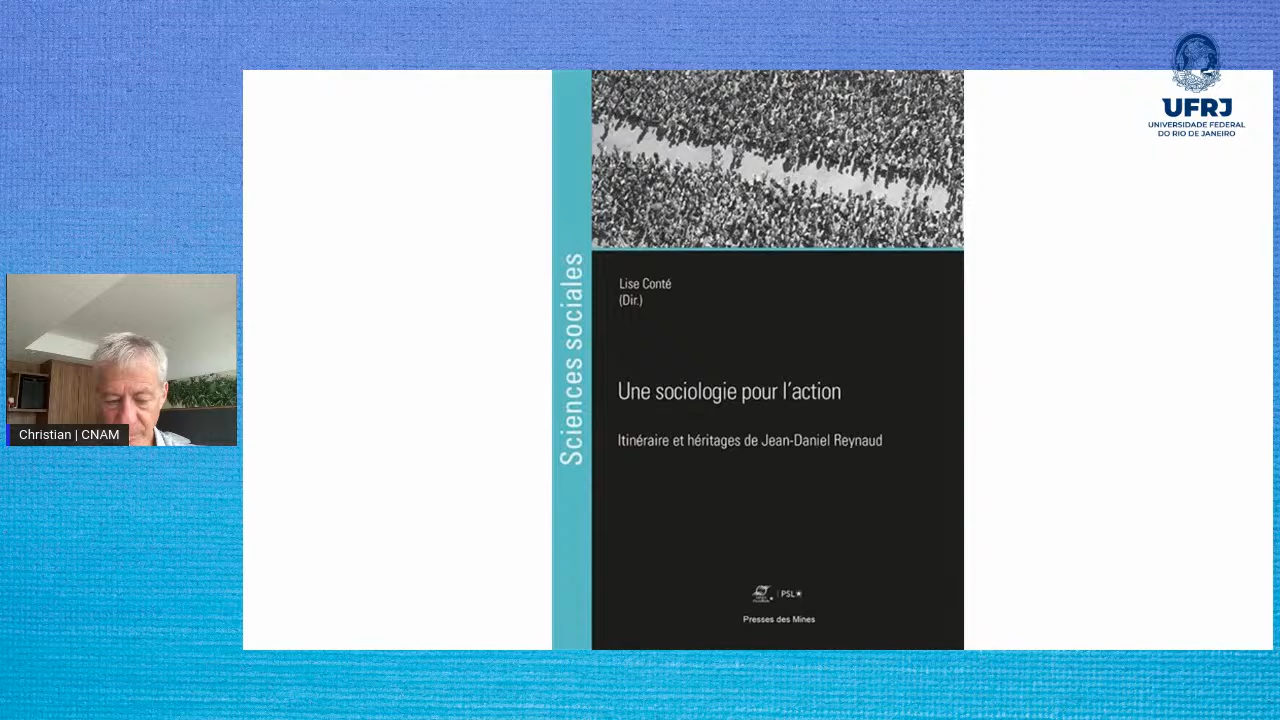 UFRJ
UNIVERSIDADE FEDERAL
DO RIO DE JANEIRO
Sciences sociales
Lise Conté
(Dir.)
Une sociologie pour l'action
Itinéraire et héritages de Jean-Daniel Reynaud
PSL
Presses des Mines
Christian | CNAM